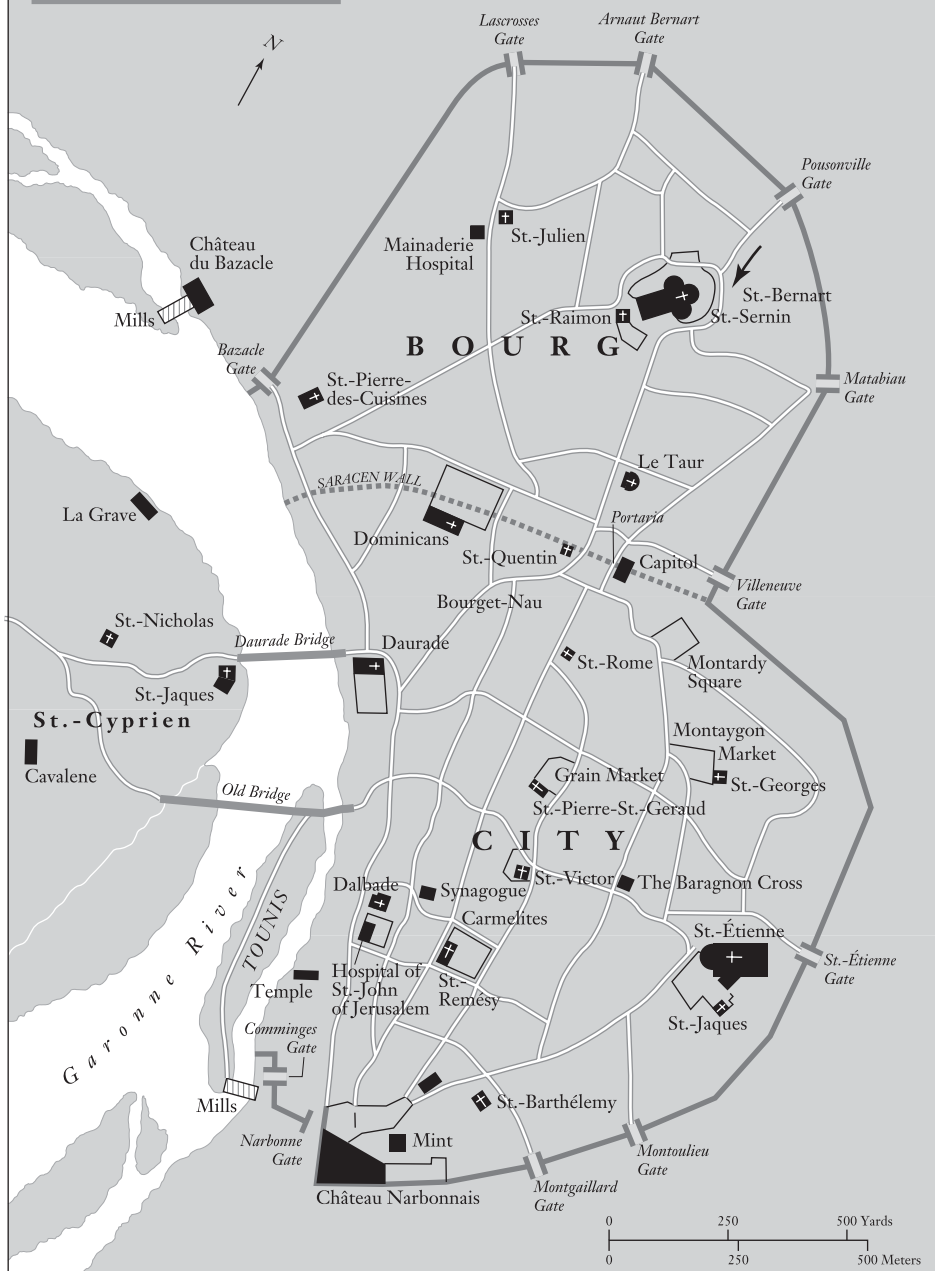 Lascrosses
Gate
Arnaut Bernart
Gate
N
Pousonville
Gate
Château
du Bazacle
Mainaderie
Hospital
St.-Julien
Mills
St.-Bernart
St.-Sernin
St.-Raimon
BOURG
Bazacle
Gate
St.-Pierre-
des-Cuisines
Matabiau
Gate
Le Taur
SARACEN WALL
La Grave
Portaria
Dominicans
St.-Quentin
Capitol
Villeneuve
Gate
Bourget-Nau
St.-Nicholas
Daurade Bridge
Daurade
St.-Rome
Montardy
Square
St.-Jaques
St.-Cyprien
Montaygon
Market
Cavalene
Grain Market
St.-Georges
Old Bridge
St.-Pierre-St.-Geraud
CITY
St.-Victor
The Baragnon Cross
Dalbade
Synagogue
Carmelites
Garonne River
TOUNIS
St.-Étienne
St.-Étienne
Gate
Temple
Hospital of
St.-John
of Jerusalem
St.-
Remésy
St.-Jaques
Comminges
Gate
Mills
St.-Barthélemy
Narbonne
Gate
Mint
Montoulieu
Gate
Château Narbonnais
Montgaillard
Gate
0 250 500 Yards
0 250 500 Meters